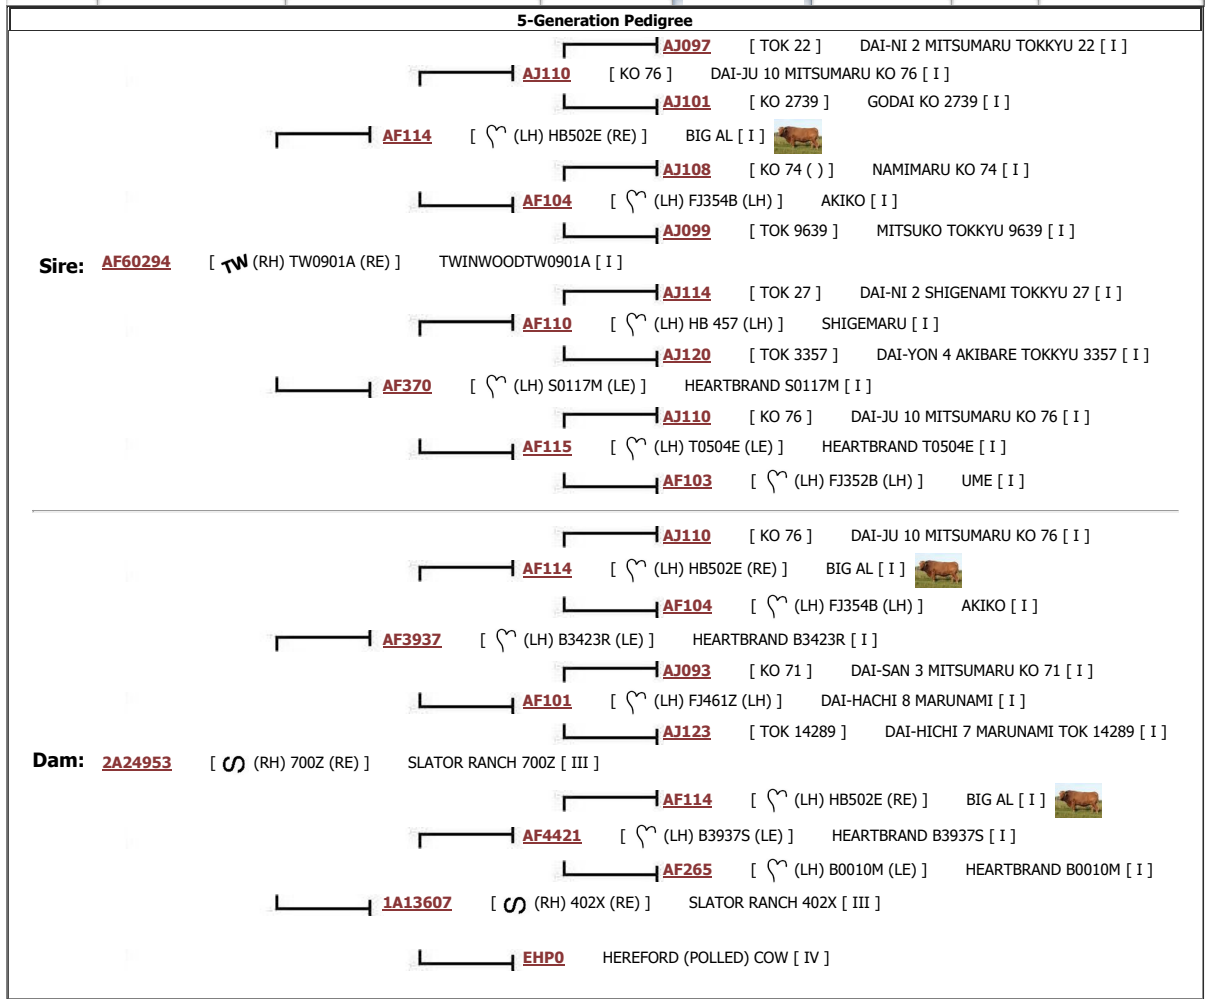 5-Generation Pedigree
AJ097 [ TOK 22 ] DAI-NI 2 MITSUMARU TOKKYU 22 [ I ]
AJ110 [ KO 76 ] DAI-JU 10 MITSUMARU KO 76 [ I ]
AJ101 [ KO 2739 ] GODAI KO 2739 [ I ]
AF114 [ (LH) HB502E (RE) ] BIG AL [ I ]
AJ108 [ KO 74 ( ) ] NAMIMARU KO 74 [ I ]
AF104 [ (LH) FJ354B (LH) ] AKIKO [ I ]
AJ099 [ TOK 9639 ] MITSUKO TOKKYU 9639 [ I ]
Sire: AF60294 [ TW (RH) TW0901A (RE) ] TWINWOODTW0901A [ I ]
AJ114 [ TOK 27 ] DAI-NI 2 SHIGENAMI TOKKYU 27 [ I ]
AF110 [ (LH) HB 457 (LH) ] SHIGEMARU [ I ]
AJ120 [ TOK 3357 ] DAI-YON 4 AKIBARE TOKKYU 3357 [ I ]
AF370 [ (LH) S0117M (LE) ] HEARTBRAND S0117M [ I ]
AJ110 [ KO 76 ] DAI-JU 10 MITSUMARU KO 76 [ I ]
AF115 [ (LH) T0504E (LE) ] HEARTBRAND T0504E [ I ]
AF103 [ (LH) FJ352B (LH) ] UME [ I ]
AJ110 [ KO 76 ] DAI-JU 10 MITSUMARU KO 76 [ I ]
AF114 [ (LH) HB502E (RE) ] BIG AL [ I ]
AF104 [ (LH) FJ354B (LH) ] AKIKO [ I ]
AF3937 [ (LH) B3423R (LE) ] HEARTBRAND B3423R [ I ]
AJ093 [ KO 71 ] DAI-SAN 3 MITSUMARU KO 71 [ I ]
AF101 [ (LH) FJ461Z (LH) ] DAI-HACHI 8 MARUNAMI [ I ]
AJ123 [ TOK 14289 ] DAI-HICHI 7 MARUNAMI TOK 14289 [ I ]
Dam: 2A24953 [ S (RH) 700Z (RE) ] SLATOR RANCH 700Z [ III ]
AF114 [ (LH) HB502E (RE) ] BIG AL [ I ]
AF4421 [ (LH) B3937S (LE) ] HEARTBRAND B3937S [ I ]
AF265 [ (LH) B0010M (LE) ] HEARTBRAND B0010M [ I ]
1A13607 [ S (RH) 402X (RE) ] SLATOR RANCH 402X [ III ]
EHP0 HEREFORD (POLLED) COW [ IV ]